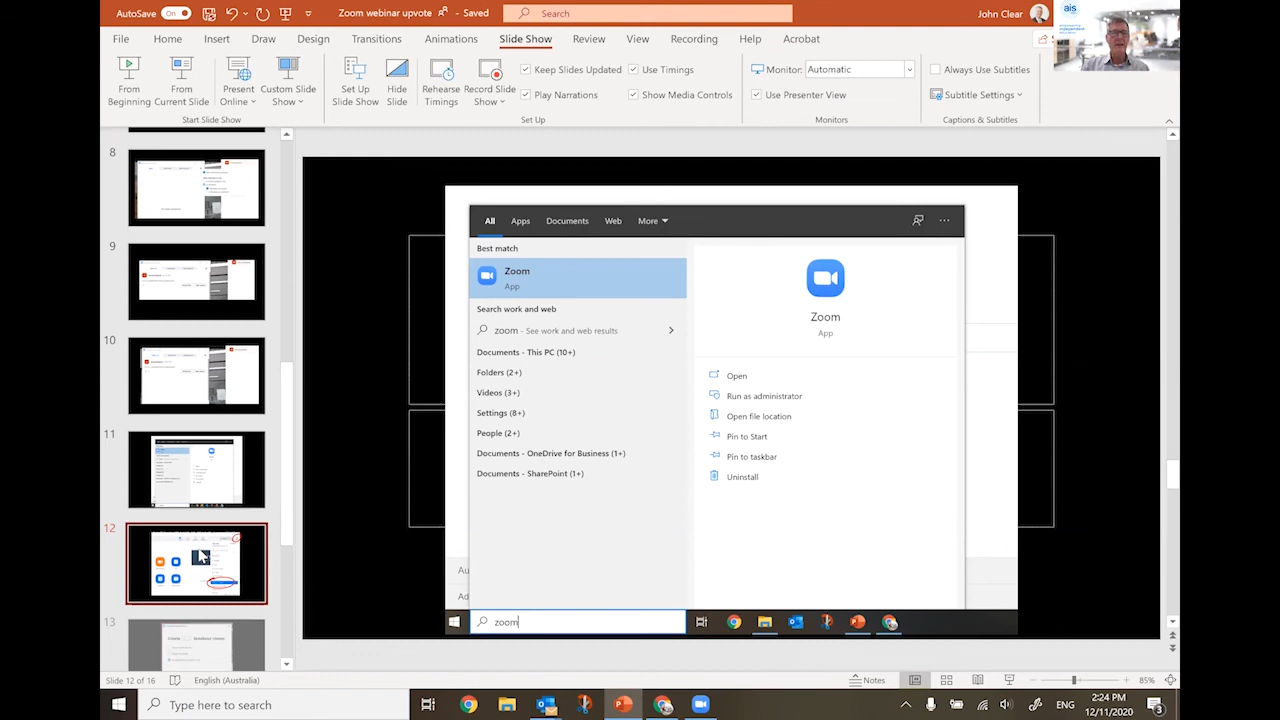 AutoSave On
Zoom webinar upvote - Saved
Search
John Clear
ais
File Home Insert Draw Design Slide Show Review View Recording Help
From Beginning
From Current Slide
Present Online
Custom Slide Show
Set Up Slide Show
Hide Slide
Rehearse Timings
Record Slide Show
Keep Slides Updated
Play Narrations
Use Timings
Show Media Controls
Monitor: Automatic
Use Presenter View
Always Use Subtitles
Subtitle Settings
Start Slide Show
Set Up
Monitors
Captions & Subtitles
8
9
10
11
12
13
All Apps Documents Web More
Best match
Zoom
App
Search work and web
zoom - See work and web results
Documents - This PC (10+)
Folders (2+)
Videos (3+)
Settings (8+)
People (2+)
Documents - OneDrive for Business (1+)
Documents - SharePoint (1+)
Zoom
App
Open
Run as administrator
Open file location
Pin to Start
Pin to taskbar
Uninstall
Au
Ad
zoom
Slide 12 of 16 English (Australia) Notes 85%
Type here to search
ENG
2:24 PM
12/11/2020
3